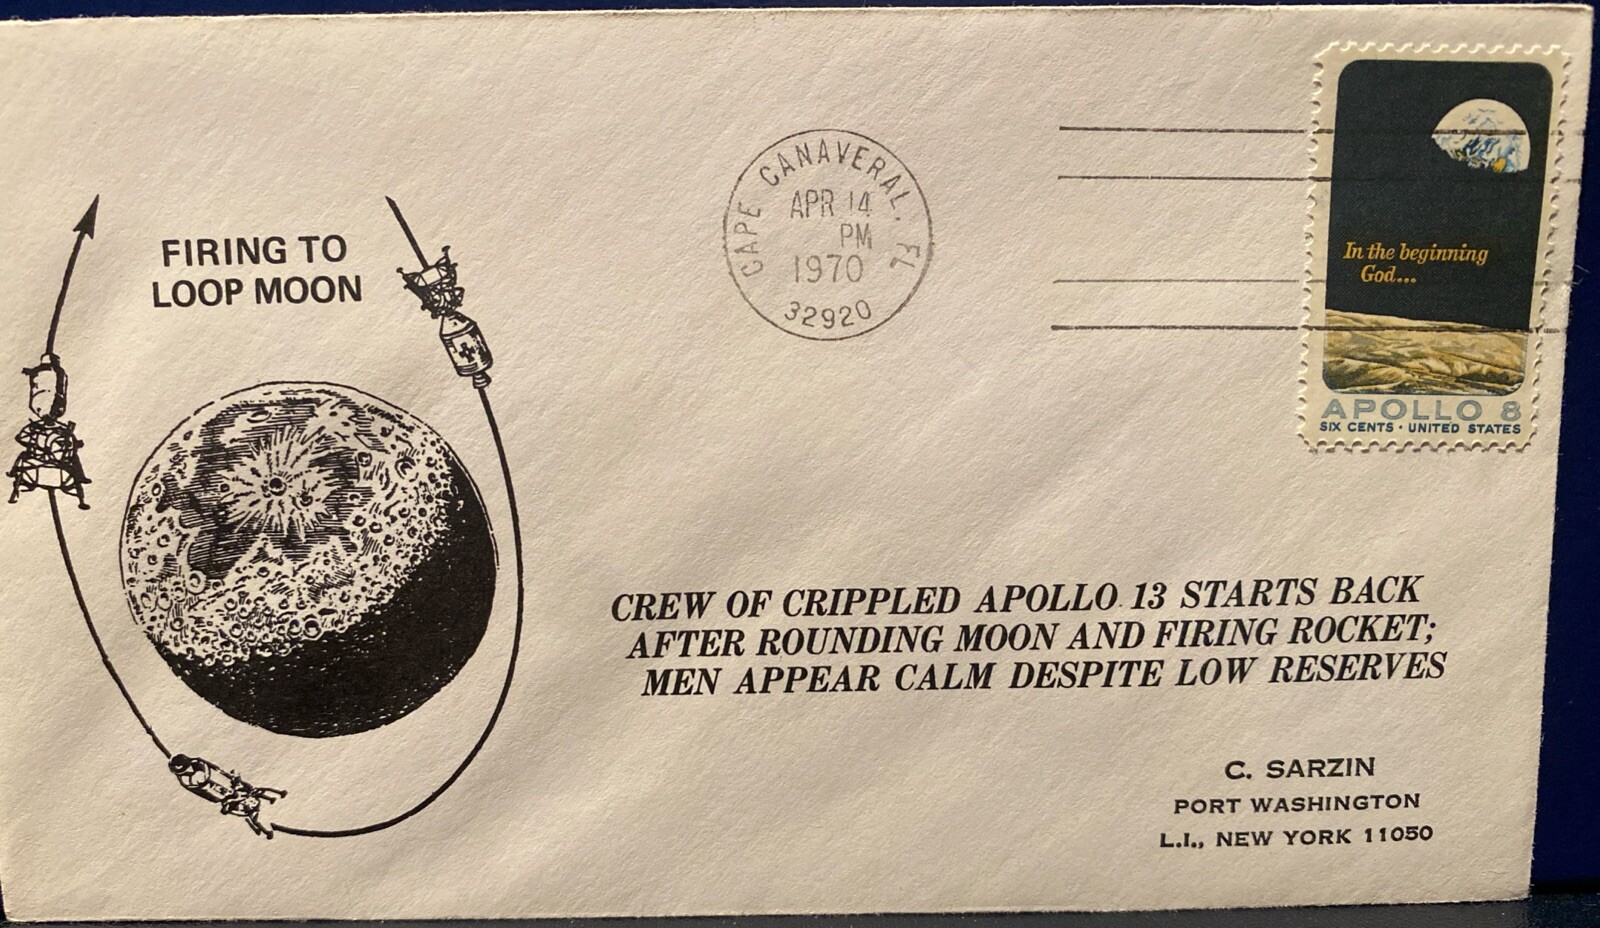 FIRING TO
LOOP MOON
CAPE CANAVERAL, FL
APR 14
PM
1970
32920
In the beginning
God...
APOLLO 8
SIX CENTS · UNITED STATES
CREW OF CRIPPLED APOLLO 13 STARTS BACK
AFTER ROUNDING MOON AND FIRING ROCKET;
MEN APPEAR CALM DESPITE LOW RESERVES
C. SARZIN
PORT WASHINGTON
L.I., NEW YORK 11050